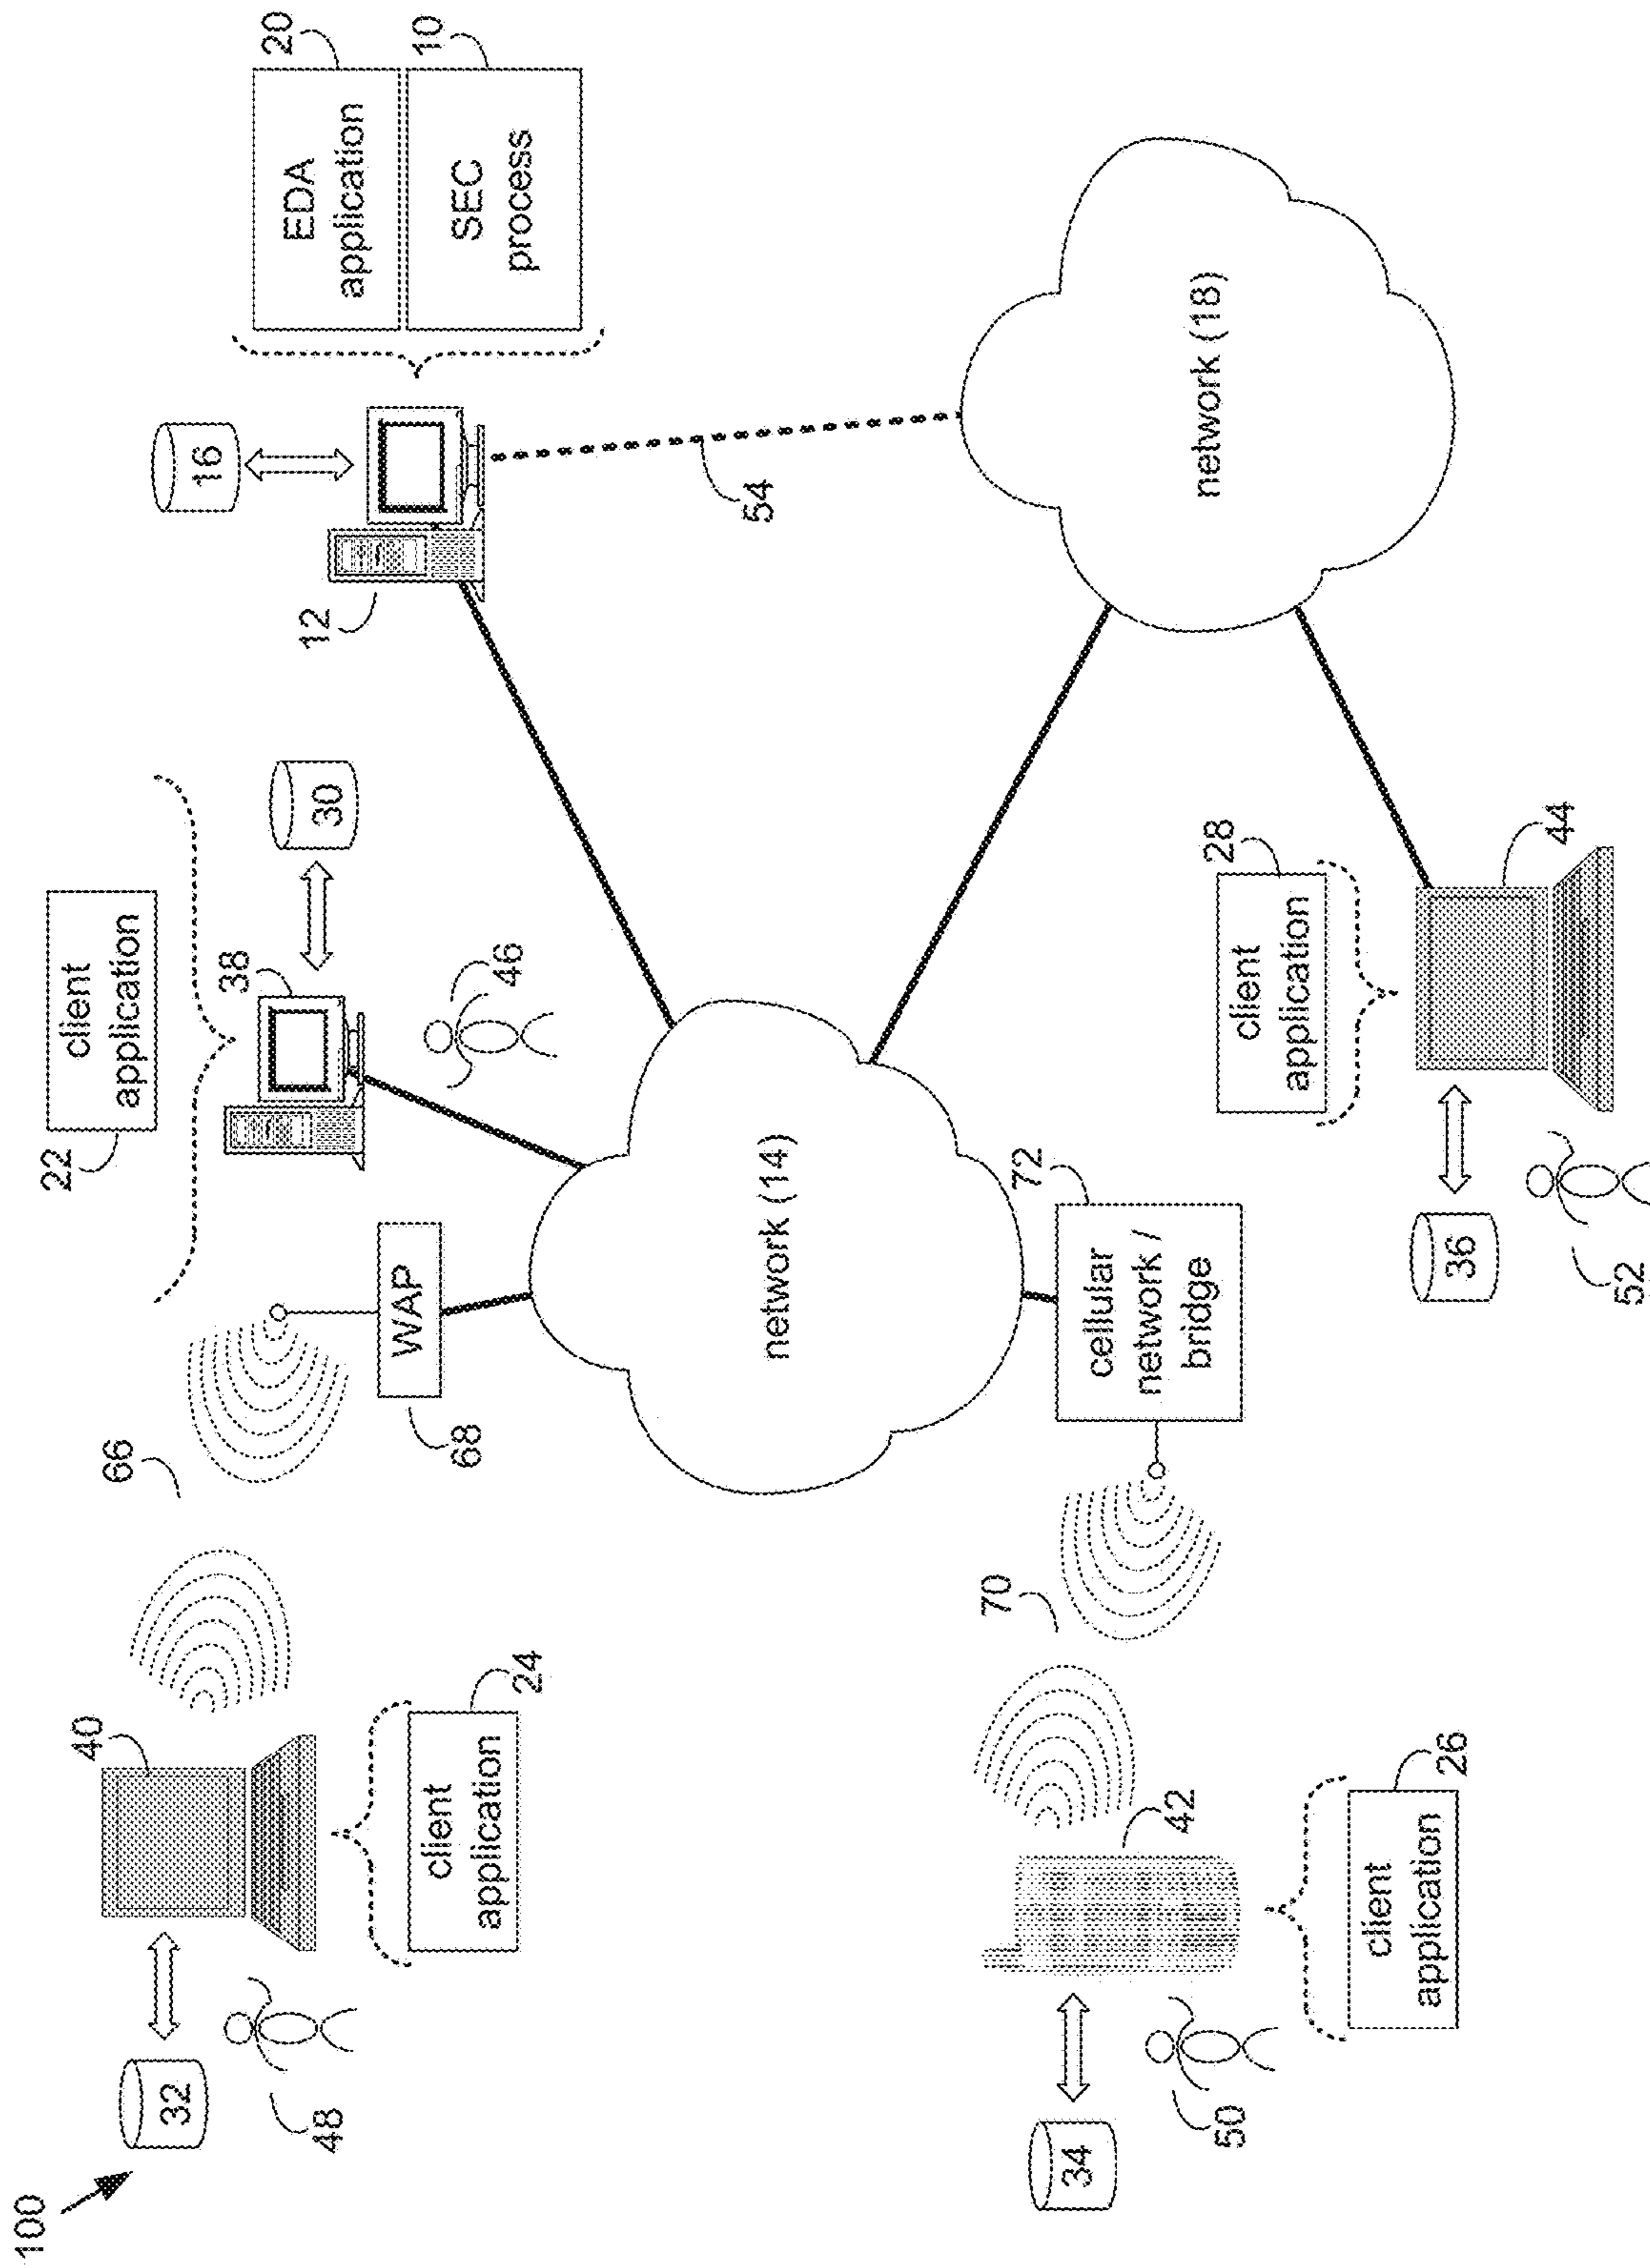 100
32
48
40
client
application
24
66
WAP
68
client
application
22
38
30
46
16
12
EDA
application
20
SEC
process
10
54
network (14)
network (18)
34
50
42
client
application
26
70
cellular
network /
bridge
72
client
application
28
36
52
44